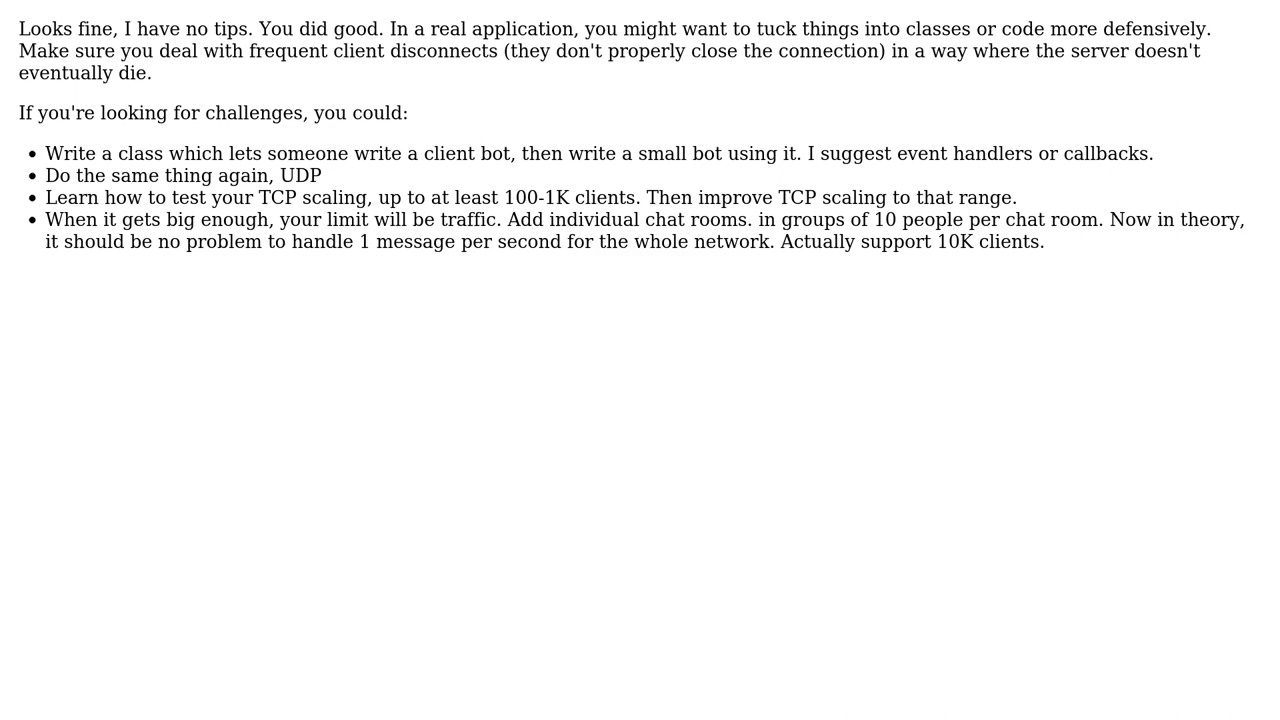 Looks fine, I have no tips. You did good. In a real application, you might want to tuck things into classes or code more defensively.
Make sure you deal with frequent client disconnects (they don't properly close the connection) in a way where the server doesn't
eventually die.
If you're looking for challenges, you could:
• Write a class which lets someone write a client bot, then write a small bot using it. I suggest event handlers or callbacks.
• Do the same thing again, UDP
• Learn how to test your TCP scaling, up to at least 100-1K clients. Then improve TCP scaling to that range.
• When it gets big enough, your limit will be traffic. Add individual chat rooms. in groups of 10 people per chat room. Now in theory,
it should be no problem to handle 1 message per second for the whole network. Actually support 10K clients.